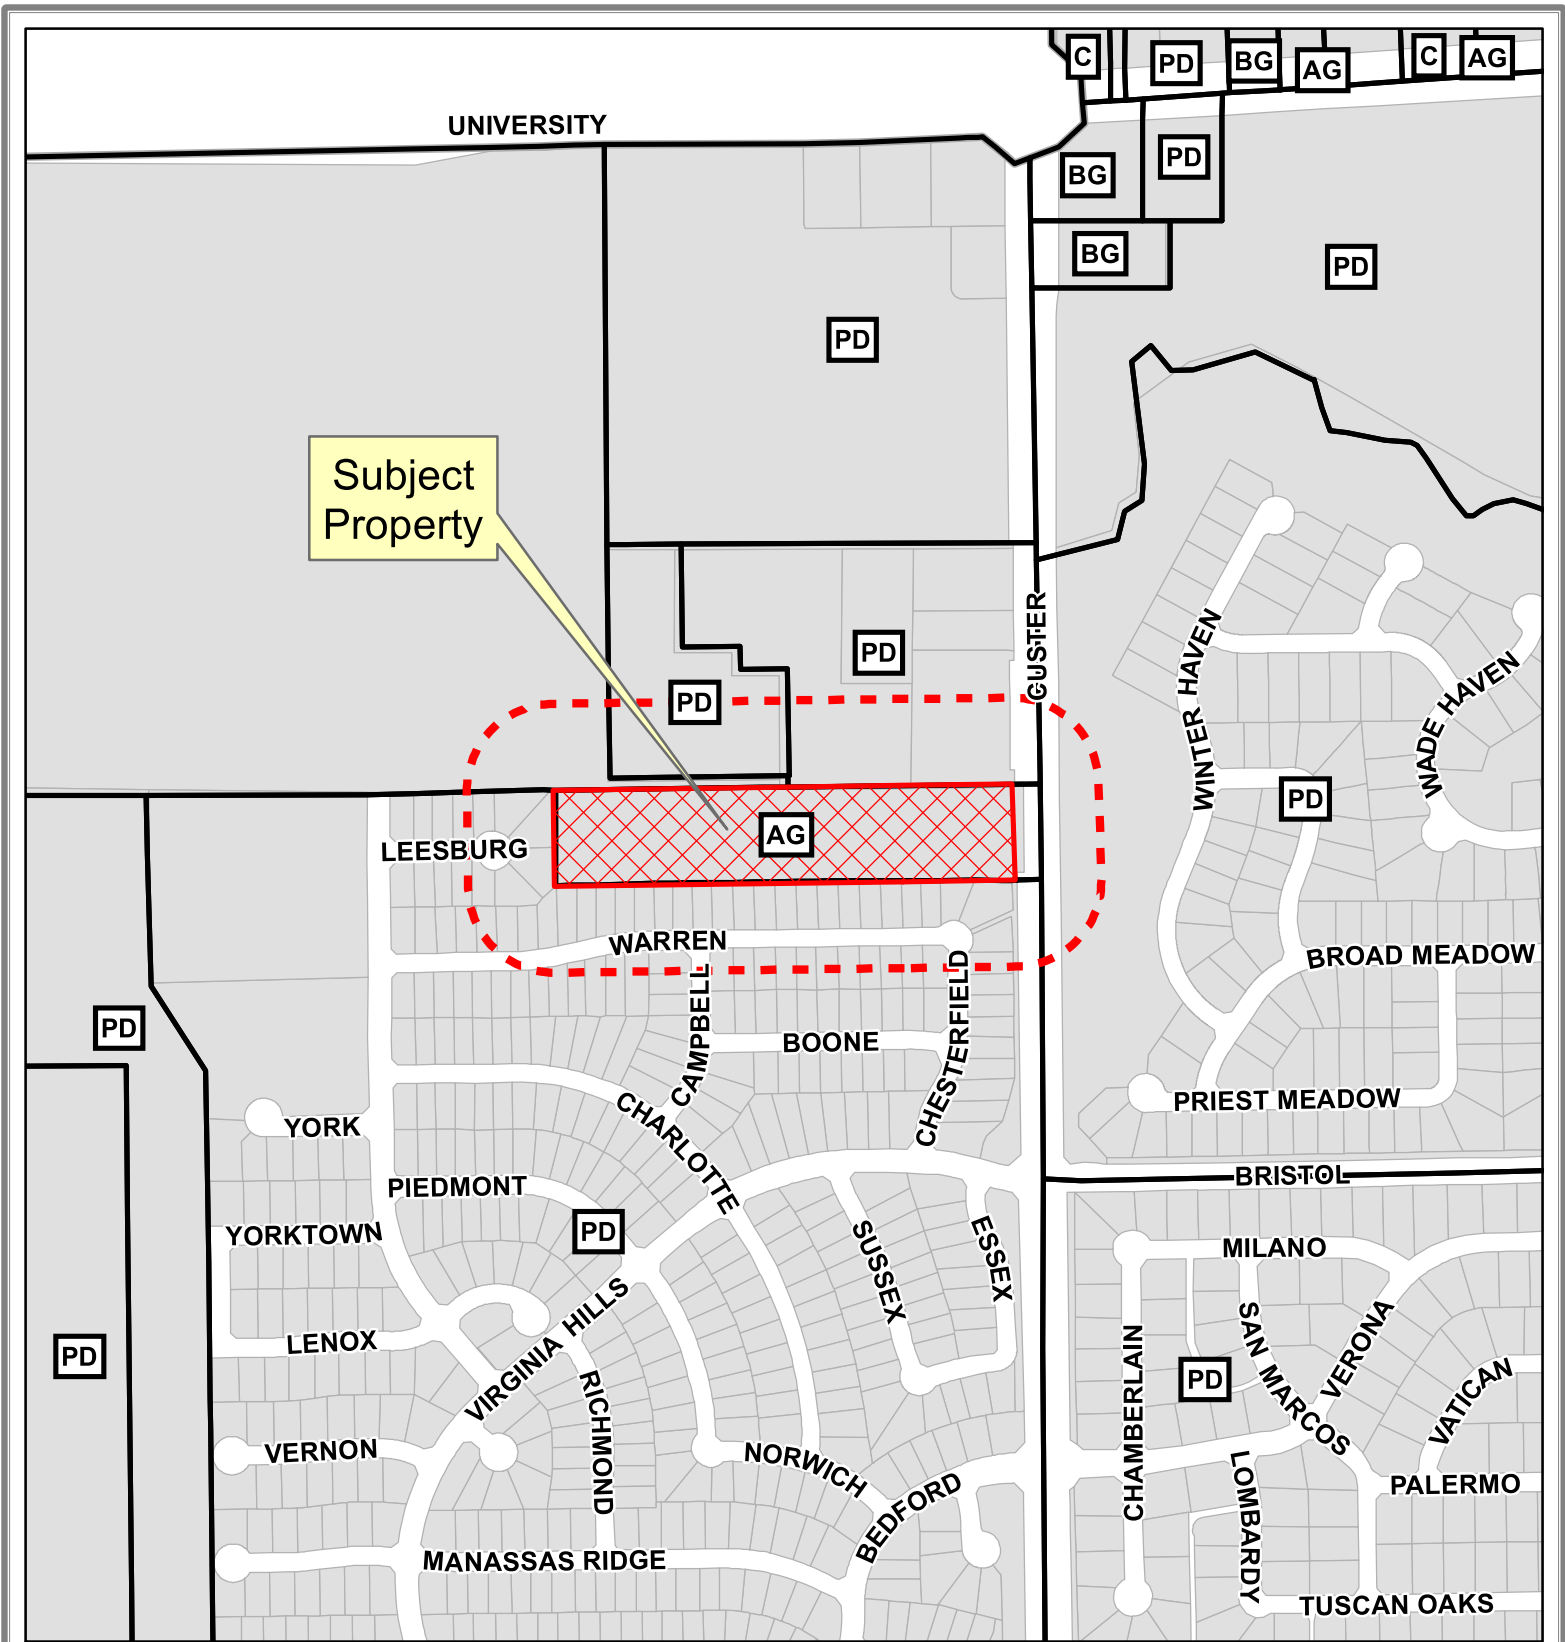 C
PD
BG
AG
C
AG
UNIVERSITY
BG
PD
BG
PD
PD
Subject
Property
CUSTER
PD
PD
WINTER HAVEN
WADE HAVEN
PD
AG
LEESBURG
WARREN
BROAD MEADOW
CAMPBELL
CHESTERFIELD
PD
BOONE
PRIEST MEADOW
YORK
CHARLOTTE
BRISTOL
PIEDMONT
YORKTOWN
PD
SUSSEX
ESSEX
MILANO
LENOX
VIRGINIA HILLS
SAN MARCOS
VERONA
PD
CHAMBERLAIN
PD
VATICAN
RICHMOND
VERNON
NORWICH
LOMBARDY
PALERMO
BEDFORD
MANASSAS RIDGE
TUSCAN OAKS